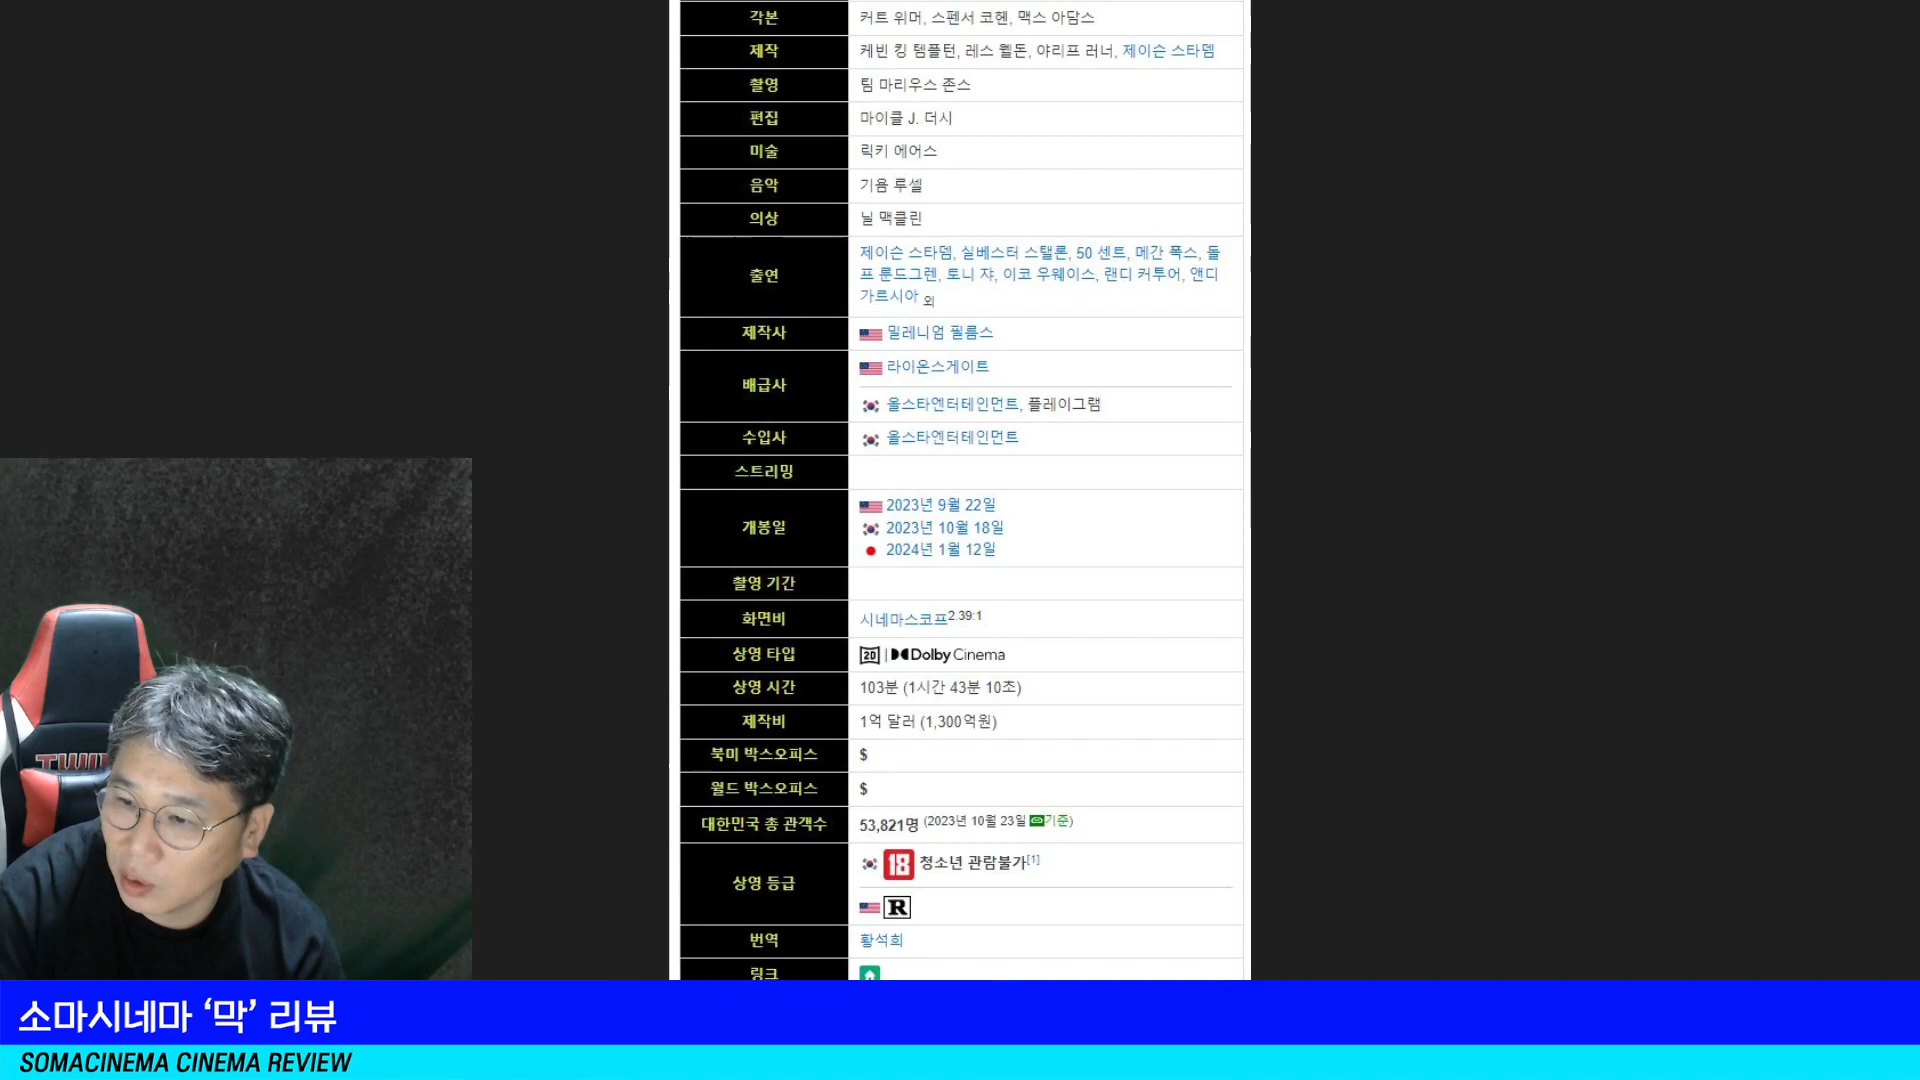 각본
커트 위머, 스펜서 코헨, 맥스 아담스
제작
케빈 킹 템플턴, 레스 웰돈, 야리프 러너, 제이슨 스타뎀
촬영
팀 마리우스 존스
편집
마이클 J. 더시
미술
릭키 에어스
음악
기욤 루셀
의상
닐 맥클린
출연
제이슨 스타뎀, 실베스터 스탤론, 50 센트, 메간 폭스, 돌
프 룬드그렌, 토니 쟈, 이코 우웨이스, 랜디 커투어, 앤디
가르시아 외
제작사
밀레니엄 필름스
배급사
라이온스게이트
올스타엔터테인먼트, 플레이그램
수입사
올스타엔터테인먼트
스트리밍
개봉일
2023년 9월 22일
2023년 10월 18일
2024년 1월 12일
촬영 기간
화면비
시네마스코프2.39:1
상영 타입
2D | Dolby Cinema
상영 시간
103분 (1시간 43분 10초)
제작비
1억 달러 (1,300억원)
북미 박스오피스
$
월드 박스오피스
$
대한민국 총 관객수
53,821명 (2023년 10월 23일 기준)
상영 등급
18 청소년 관람불가[1]
R
번역
황석희
링크
소마시네마 ‘막’ 리뷰
SOMACINEMA CINEMA REVIEW